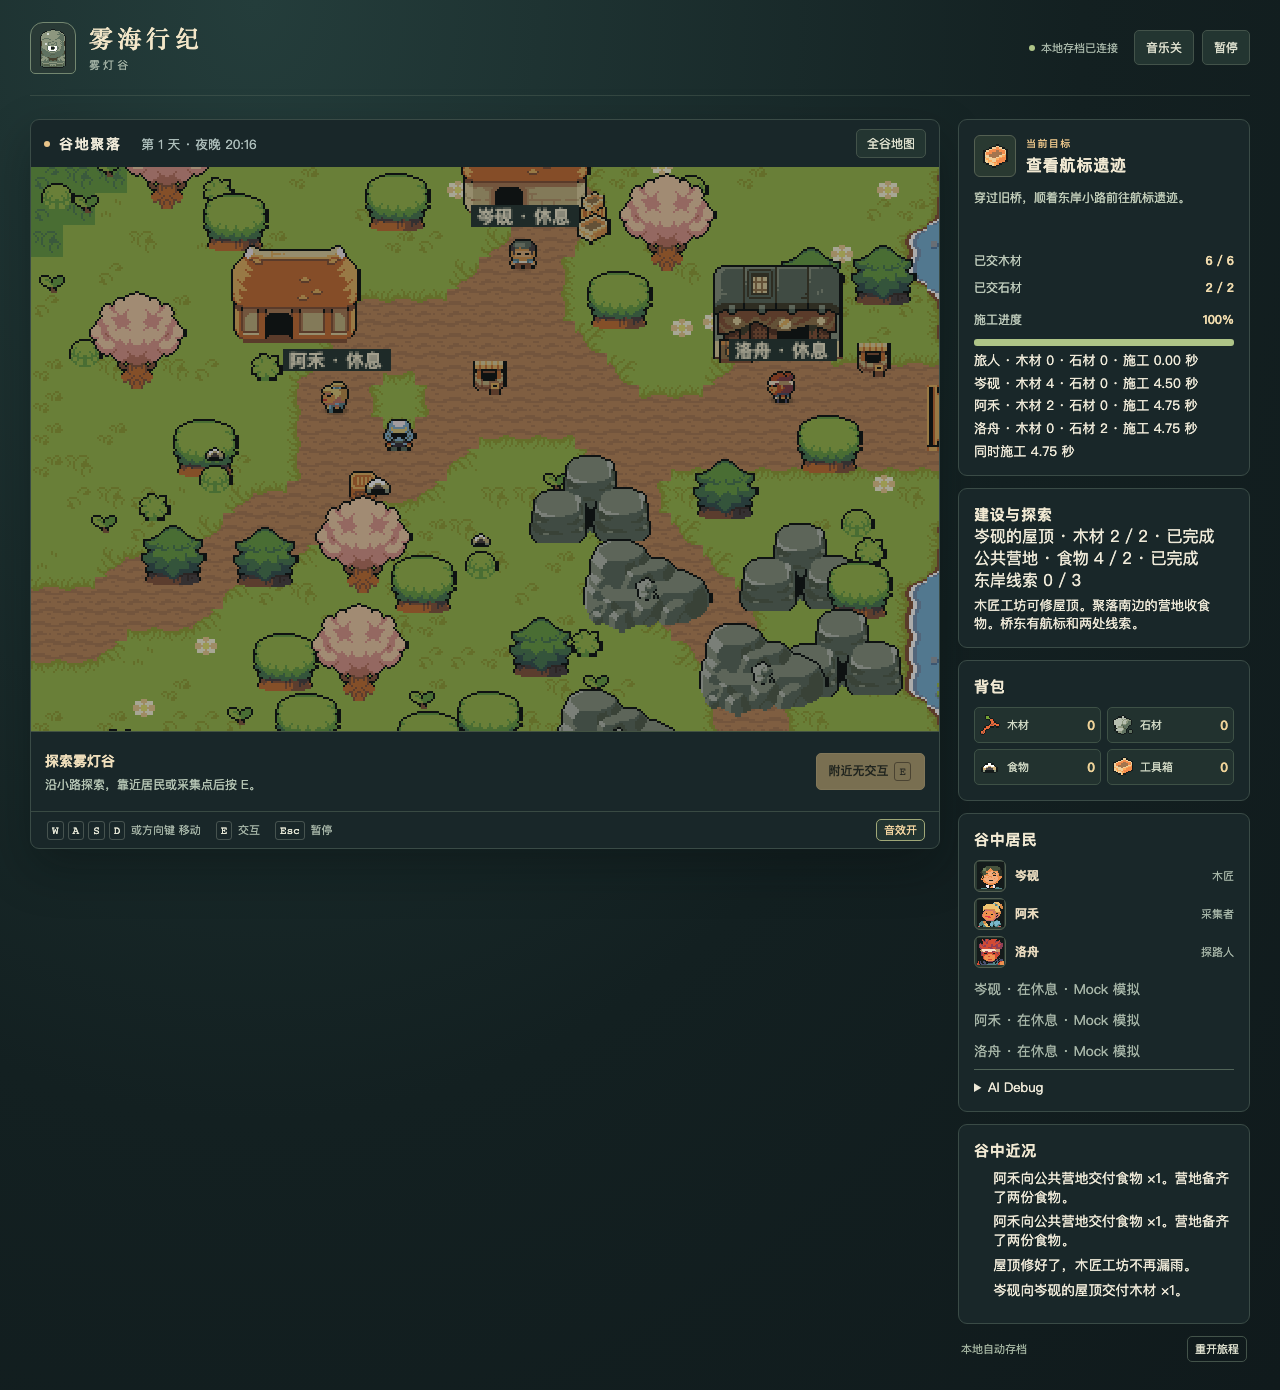 雾海行纪
雾灯谷
本地存档已连接
音乐关
暂停
谷地聚落
第 1 天 · 夜晚 20:16
全谷地图
岑砚 · 休息
阿禾 · 休息
洛舟 · 休息
探索雾灯谷
沿小路探索，靠近居民或采集点后按 E。
附近无交互 E
W A S D 或方向键 移动 E 交互 Esc 暂停
音效开
当前目标
查看航标遗迹
穿过旧桥，顺着东岸小路前往航标遗迹。
已交木材 6 / 6
已交石材 2 / 2
施工进度 100%
旅人 · 木材 0 · 石材 0 · 施工 0.00 秒
岑砚 · 木材 4 · 石材 0 · 施工 4.50 秒
阿禾 · 木材 2 · 石材 0 · 施工 4.75 秒
洛舟 · 木材 0 · 石材 2 · 施工 4.75 秒
同时施工 4.75 秒
建设与探索
岑砚的屋顶 · 木材 2 / 2 · 已完成
公共营地 · 食物 4 / 2 · 已完成
东岸线索 0 / 3
木匠工坊可修屋顶。聚落南边的营地收食
物。桥东有航标和两处线索。
背包
木材 0
石材 0
食物 0
工具箱 0
谷中居民
岑砚 木匠
阿禾 采集者
洛舟 探路人
岑砚 · 在休息 · Mock 模拟
阿禾 · 在休息 · Mock 模拟
洛舟 · 在休息 · Mock 模拟
AI Debug
谷中近况
阿禾向公共营地交付食物 ×1。营地备齐
了两份食物。
阿禾向公共营地交付食物 ×1。营地备齐
了两份食物。
屋顶修好了，木匠工坊不再漏雨。
岑砚向岑砚的屋顶交付木材 ×1。
本地自动存档
重开旅程